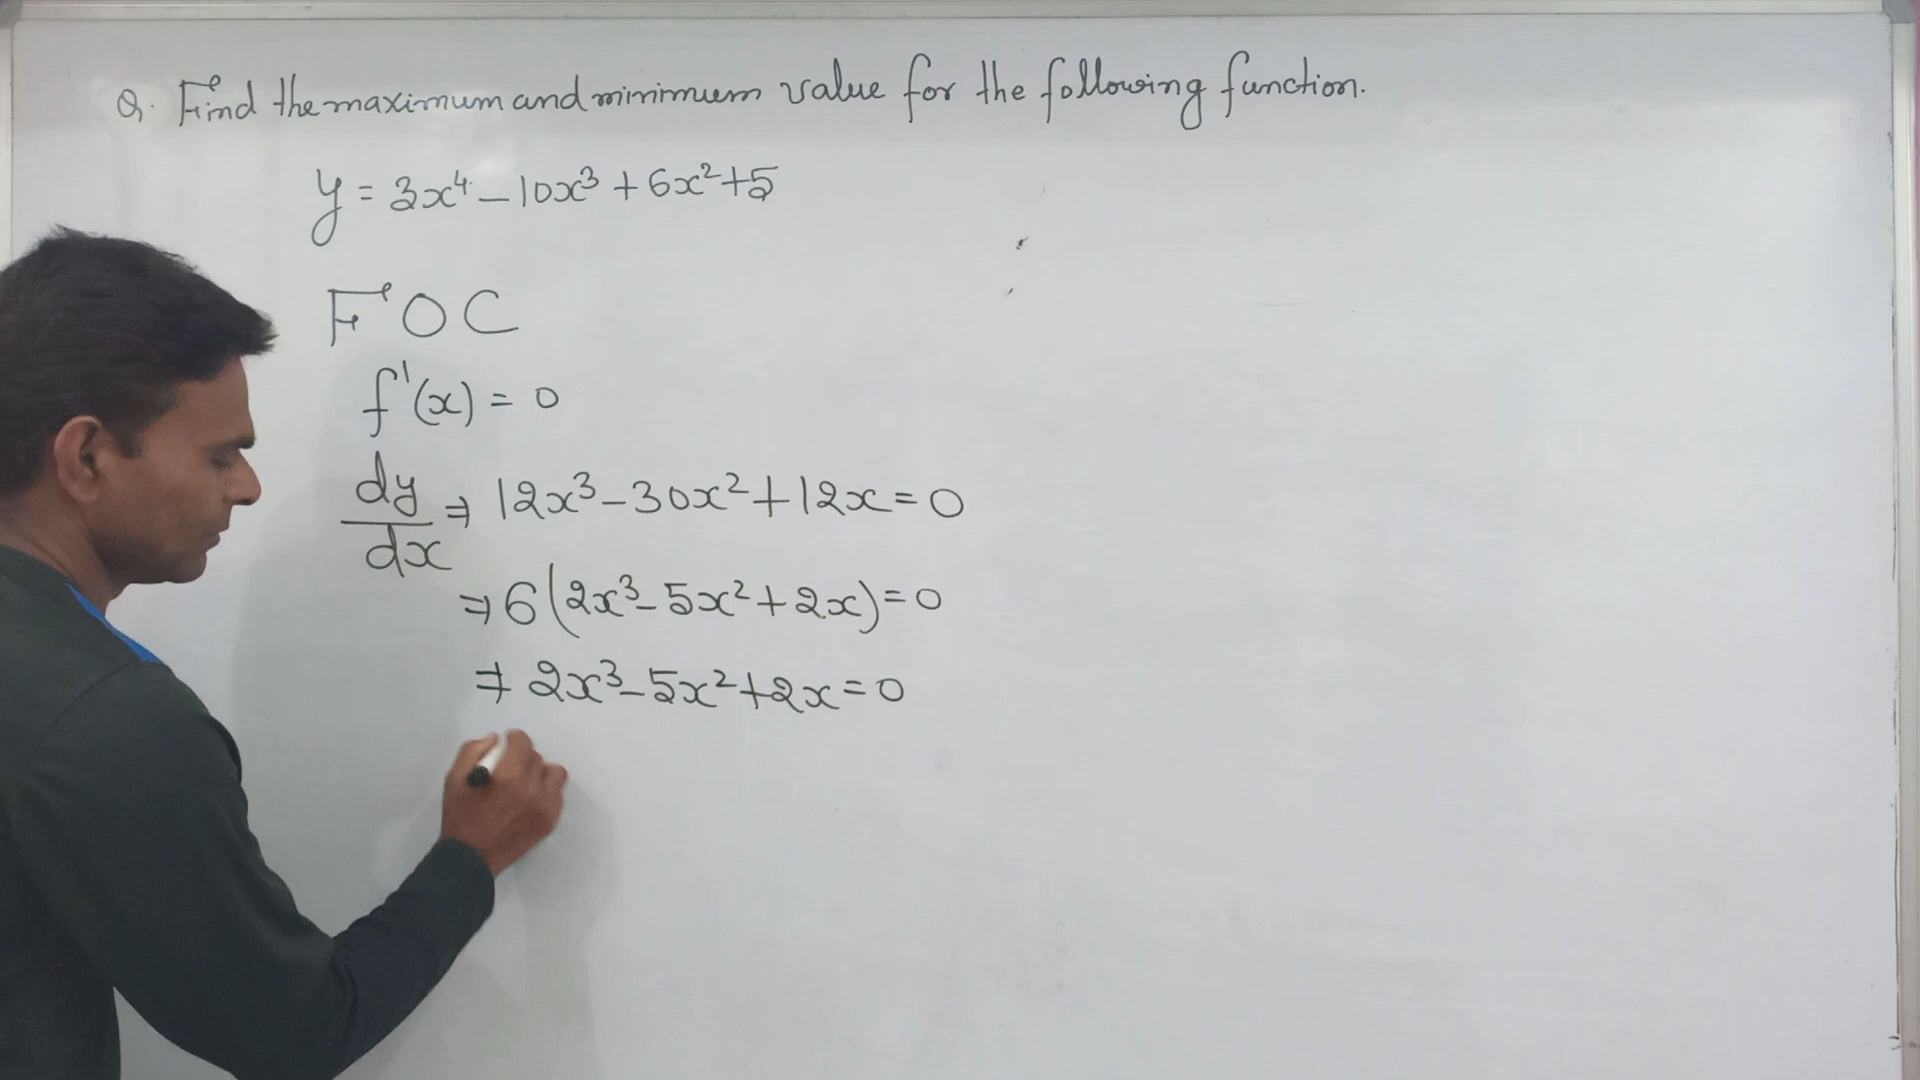 Q. Find the maximum and minimum value for the following function.
y = 3x⁴ - 10x³ + 6x² + 5
FOC
f'(x) = 0
dy/dx ⇒ 12x³ - 30x² + 12x = 0
⇒ 6(2x³ - 5x² + 2x) = 0
⇒ 2x³ - 5x² + 2x = 0